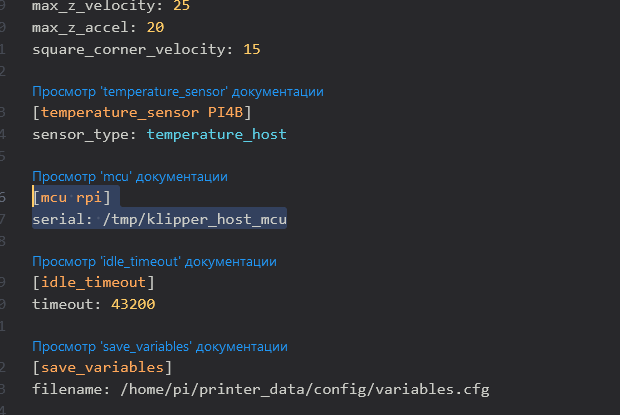 max_z_velocity: 25
max_z_accel: 20
square_corner_velocity: 15
Просмотр 'temperature_sensor' документации
[temperature_sensor PI4B]
sensor_type: temperature_host
Просмотр 'mcu' документации
[mcu rpi]
serial: /tmp/klipper_host_mcu
Просмотр 'idle_timeout' документации
[idle_timeout]
timeout: 43200
Просмотр 'save_variables' документации
[save_variables]
filename: /home/pi/printer_data/config/variables.cfg